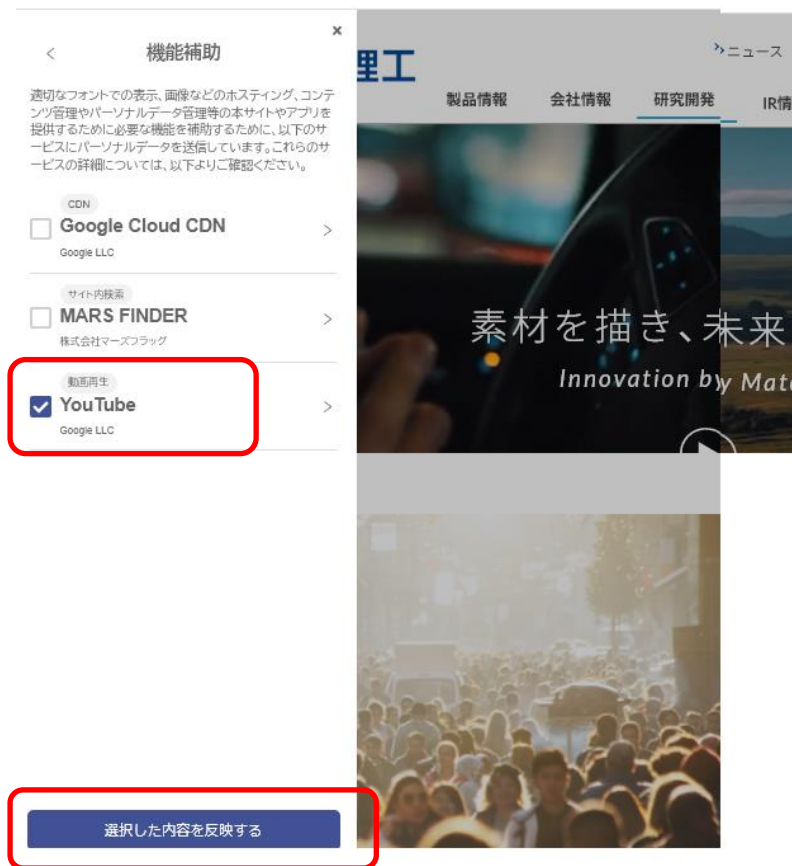 ×
< 機能補助
適切なフォントでの表示、画像などのホスティング、コンテ
ンツ管理やパーソナルデータ管理等の本サイトやアプリを
提供するために必要な機能を補助するために、以下のサ
ービスにパーソナルデータを送信しています。これらのサ
ービスの詳細については、以下よりご確認ください。
CDN
Google Cloud CDN >
Google LLC
サイト内検索
MARS FINDER >
株式会社マーズフラッグ
動画再生
YouTube >
Google LLC
選択した内容を反映する
理工
ニュース
製品情報 会社情報 研究開発 IR情
素材を描き、未来
Innovation by Mat